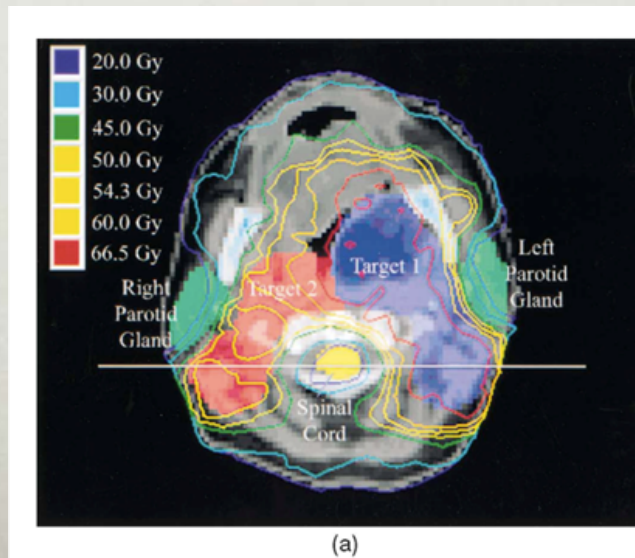 20.0 Gy
30.0 Gy
45.0 Gy
50.0 Gy
54.3 Gy
60.0 Gy
66.5 Gy
Target 1
Left
Parotid
Gland
Target 2
Right
Parotid
Gland
Spinal
Cord
(a)